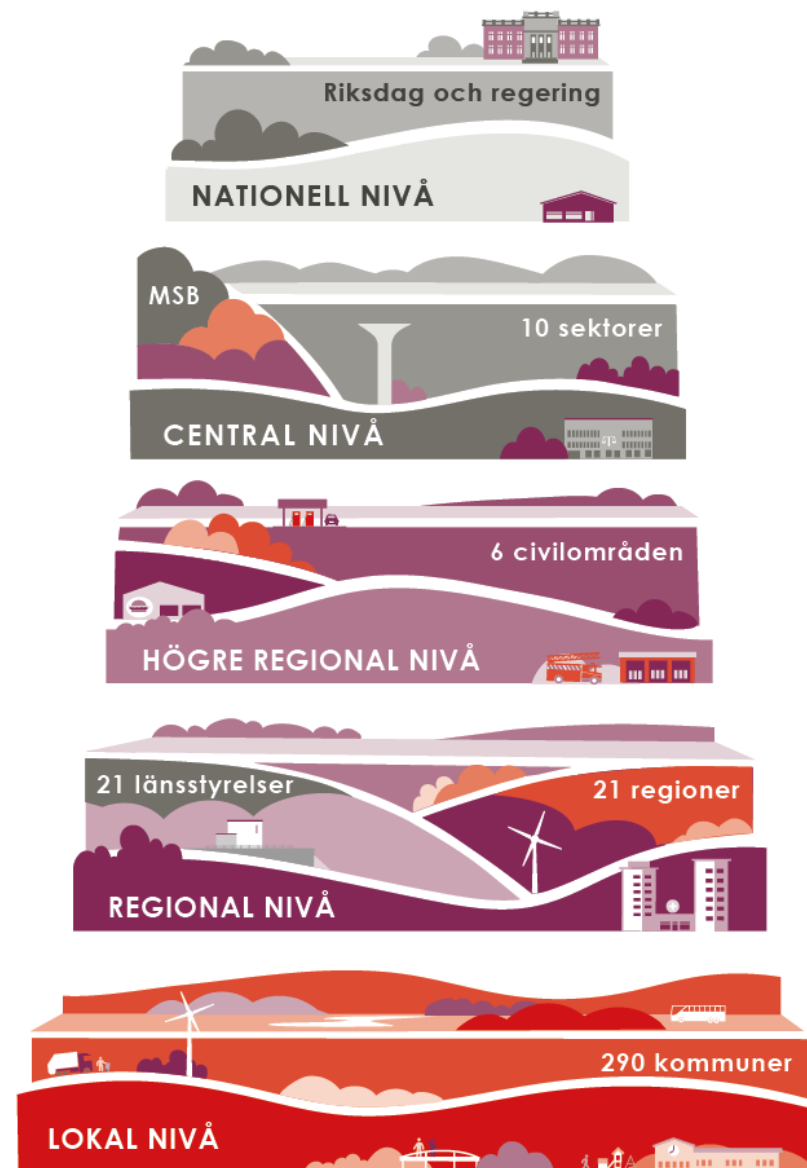 Riksdag och regering
NATIONELL NIVÅ
MSB
10 sektorer
CENTRAL NIVÅ
6 civilområden
HÖGRE REGIONAL NIVÅ
21 länsstyrelser
21 regioner
REGIONAL NIVÅ
290 kommuner
LOKAL NIVÅ